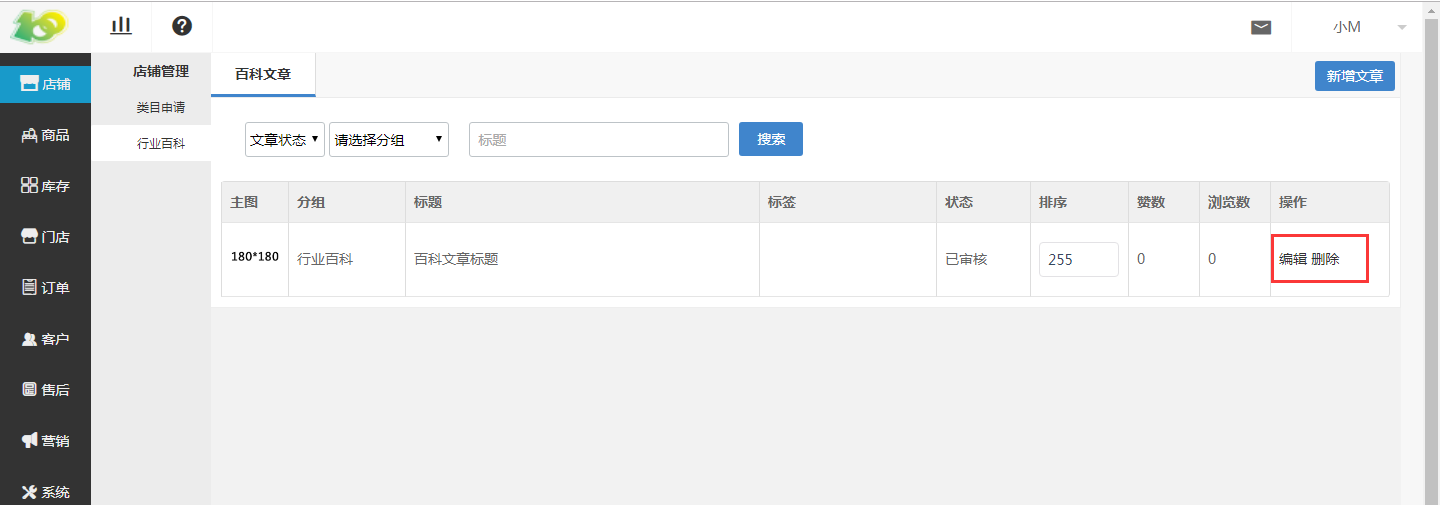 小M
店铺
商品
库存
门店
订单
客户
售后
营销
系统
店铺管理
类目申请
行业百科
百科文章
新增文章
文章状态 请选择分组 标题 搜索
主图 分组 标题 标签 状态 排序 赞数 浏览数 操作
180*180 行业百科 百科文章标题 已审核 255 0 0 编辑 删除